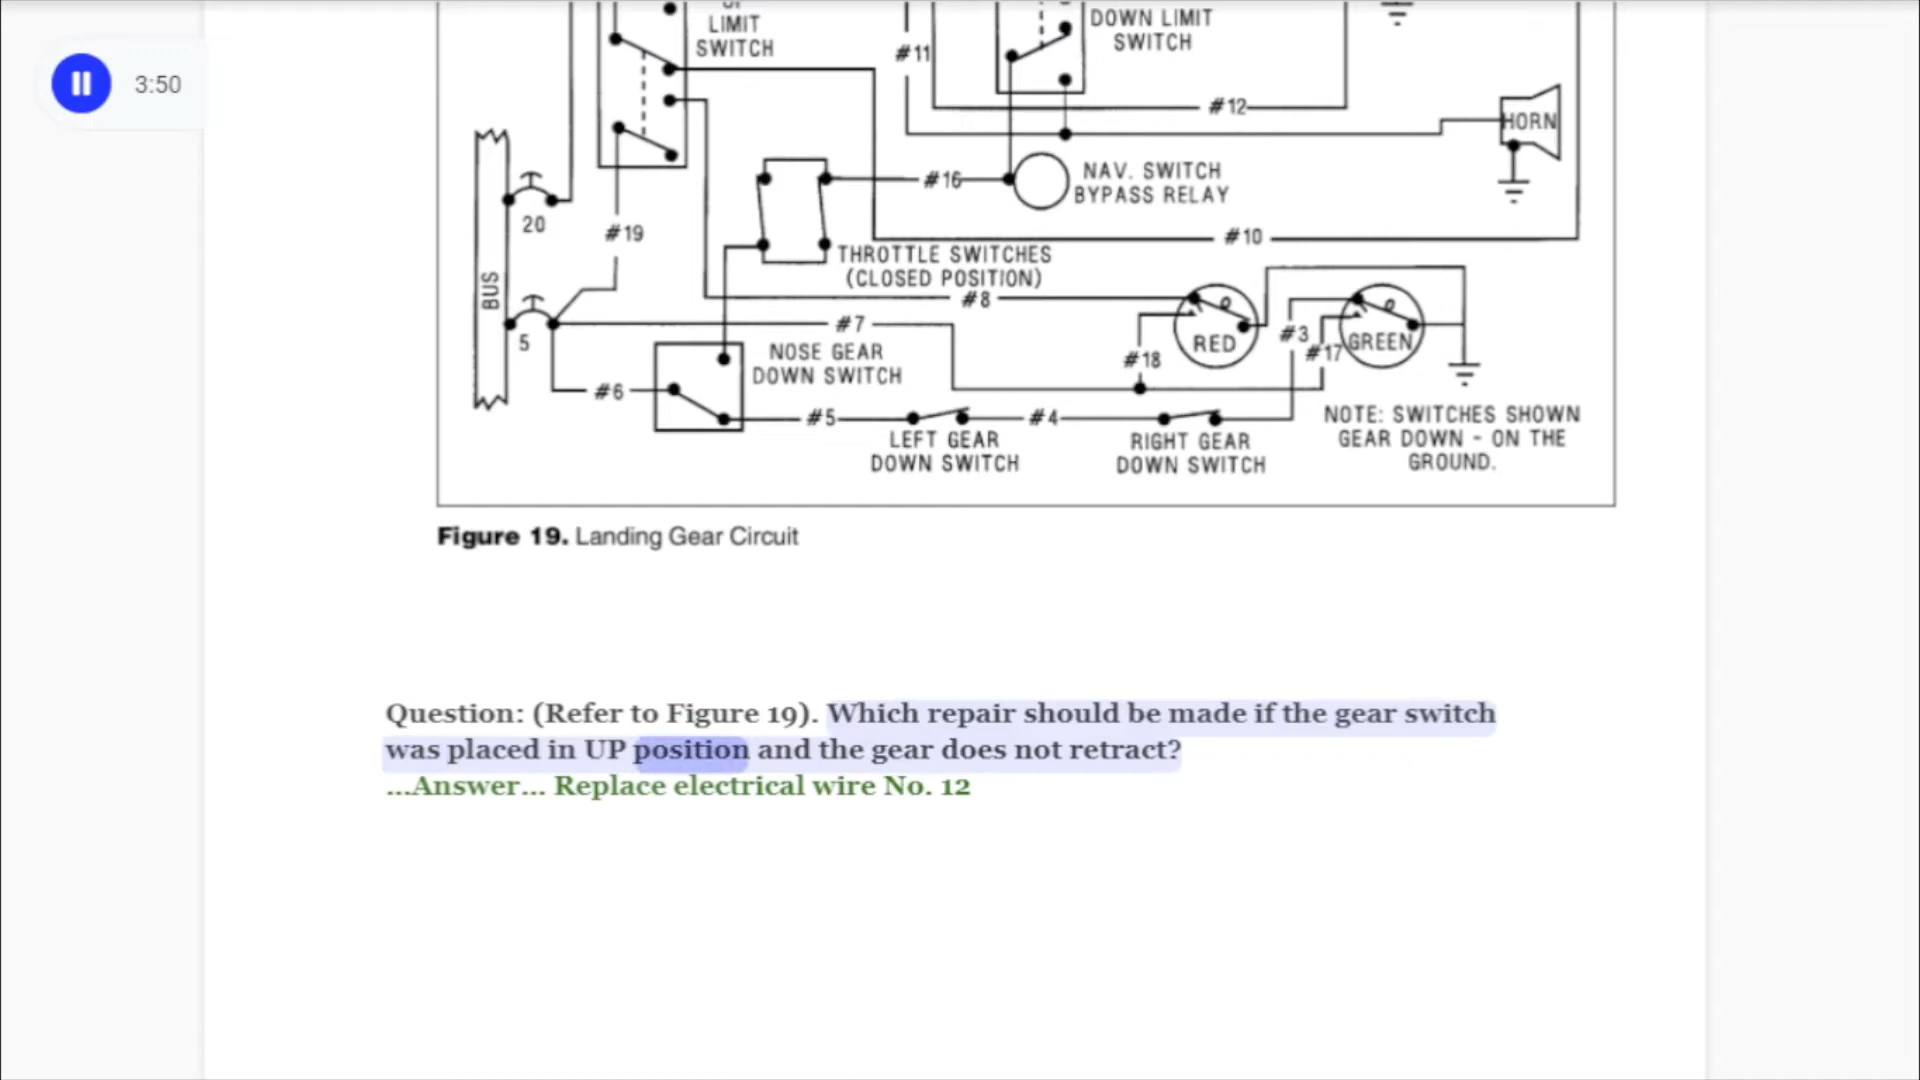 LIMIT
SWITCH
DOWN LIMIT
SWITCH
#11
3:50
#12
HORN
NAV. SWITCH
BYPASS RELAY
#16
20
#19
#10
THROTTLE SWITCHES
(CLOSED POSITION)
BUS
#8
#7
5
RED
#3
GREEN
#18
#17
NOSE GEAR
DOWN SWITCH
#6
#5
#4
LEFT GEAR
DOWN SWITCH
RIGHT GEAR
DOWN SWITCH
NOTE: SWITCHES SHOWN
GEAR DOWN - ON THE
GROUND.
Figure 19. Landing Gear Circuit
Question: (Refer to Figure 19). Which repair should be made if the gear switch
was placed in UP position and the gear does not retract?
...Answer... Replace electrical wire No. 12